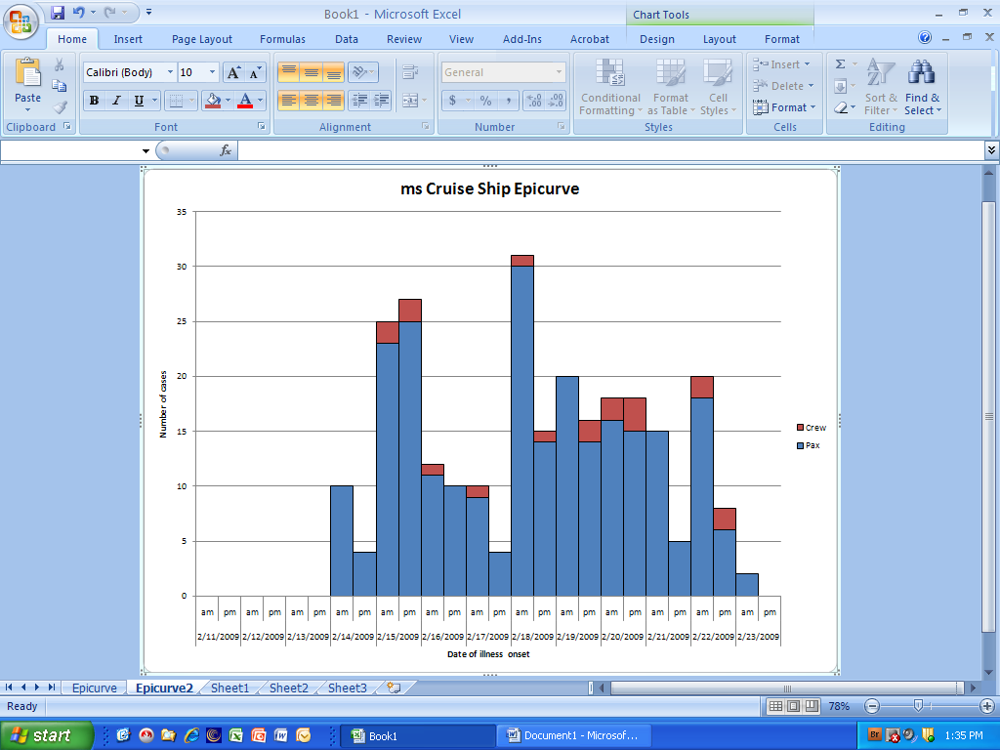 Book1 - Microsoft Excel
Chart Tools
Home Insert Page Layout Formulas Data Review View Add-Ins Acrobat Design Layout Format
Paste
Clipboard
Calibri (Body) 10 A A
B I U A
Font
Alignment
General
$ % , .0 .00 .00 .0
Number
Conditional Formatting
Format as Table
Cell Styles
Styles
Insert
Delete
Format
Cells
Σ
Sort & Filter
Find & Select
Editing
fx
ms Cruise Ship Epicurve
35
30
25
20
15
10
5
0
Number of cases
Crew
Pax
am pm am pm am pm am pm am pm am pm am pm am pm am pm am pm am pm am pm am pm
2/11/2009 2/12/2009 2/13/2009 2/14/2009 2/15/2009 2/16/2009 2/17/2009 2/18/2009 2/19/2009 2/20/2009 2/21/2009 2/22/2009 2/23/2009
Date of illness onset
Epicurve Epicurve2 Sheet1 Sheet2 Sheet3
Ready 78%
start Book1 Document1 - Microsof... Br 1:35 PM